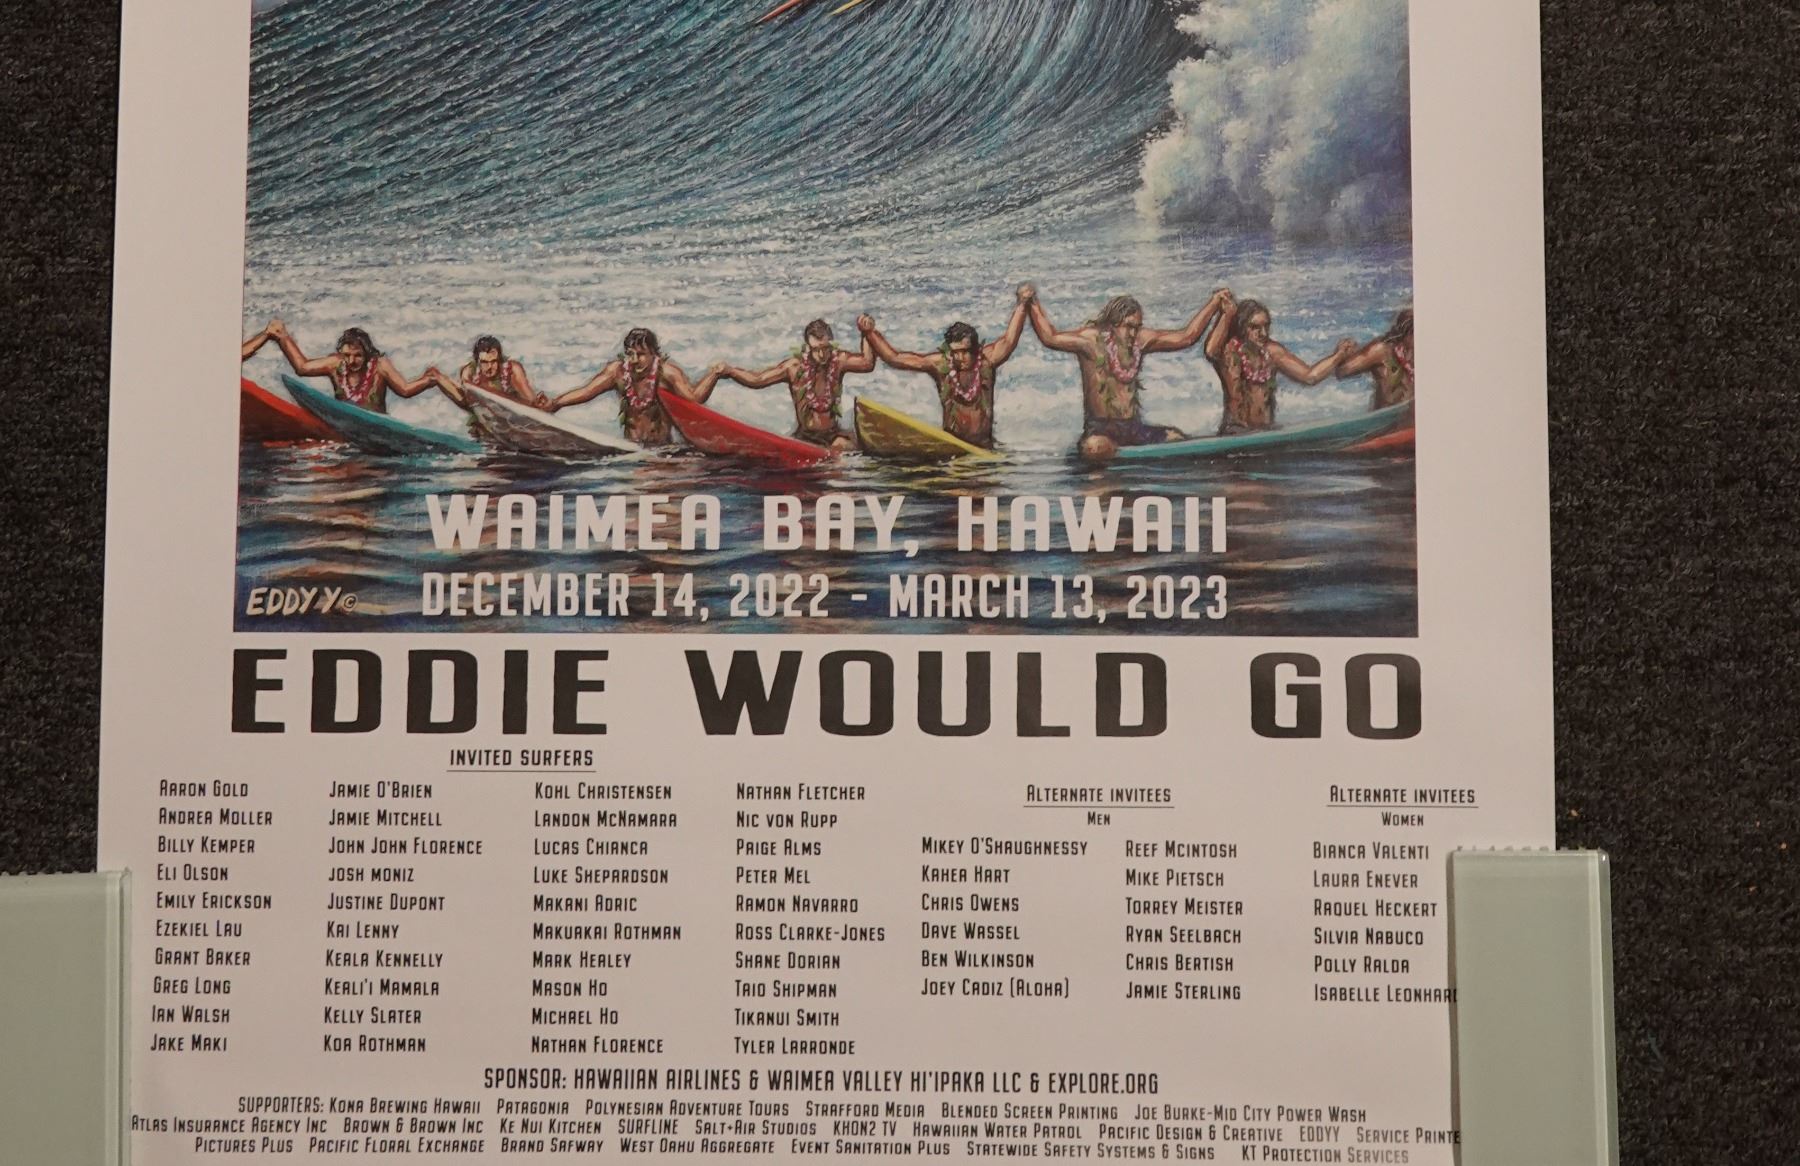 WAIMEA BAY, HAWAII
EDDY Y©
DECEMBER 14, 2022 - MARCH 13, 2023
EDDIE WOULD GO
INVITED SURFERS
AARON GOLD
ANDREA MOLLER
BILLY KEMPER
ELI OLSON
EMILY ERICKSON
EZEKIEL LAU
GRANT BAKER
GREG LONG
IAN WALSH
JAKE MAKI
JAMIE O'BRIEN
JAMIE MITCHELL
JOHN JOHN FLORENCE
JOSH MONIZ
JUSTINE DUPONT
KAI LENNY
KEALA KENNELLY
KEALI'I MAMALA
KELLY SLATER
KOA ROTHMAN
KOHL CHRISTENSEN
LANDON MCNAMARA
LUCAS CHIANCA
LUKE SHEPARDSON
MAKANI ADRIC
MAKUAKAI ROTHMAN
MARK HEALEY
MASON HO
MICHAEL HO
NATHAN FLORENCE
NATHAN FLETCHER
NIC VON RUPP
PAIGE ALMS
PETER MEL
RAMON NAVARRO
ROSS CLARKE-JONES
SHANE DORIAN
TAIO SHIPMAN
TIKANUI SMITH
TYLER LARRONDE
ALTERNATE INVITEES
MEN
MIKEY O'SHAUGHNESSY
KAHEA HART
CHRIS OWENS
DAVE WASSEL
BEN WILKINSON
JOEY CADIZ (ALOHA)
REEF MCINTOSH
MIKE PIETSCH
TORREY MEISTER
RYAN SEELBACH
CHRIS BERTISH
JAMIE STERLING
ALTERNATE INVITEES
WOMEN
BIANCA VALENTI
LAURA ENEVER
RAQUEL HECKERT
SILVIA NABUCO
POLLY RALDA
ISABELLE LEONHARD
SPONSOR: HAWAIIAN AIRLINES & WAIMEA VALLEY HI'IPAKA LLC & EXPLORE.ORG
SUPPORTERS: KONA BREWING HAWAII PATAGONIA POLYNESIAN ADVENTURE TOURS STRAFFORD MEDIA BLENDED SCREEN PRINTING JOE BURKE-MID CITY POWER WASH
ATLAS INSURANCE AGENCY INC BROWN & BROWN INC KE NUI KITCHEN SURFLINE SALT+AIR STUDIOS KHON2 TV HAWAIIAN WATER PATROL PACIFIC DESIGN & CREATIVE EDDYY SERVICE PRINTE
PICTURES PLUS PACIFIC FLORAL EXCHANGE BRAND SAFWAY WEST OAHU AGGREGATE EVENT SANITATION PLUS STATEWIDE SAFETY SYSTEMS & SIGNS KT PROTECTION SERVICES